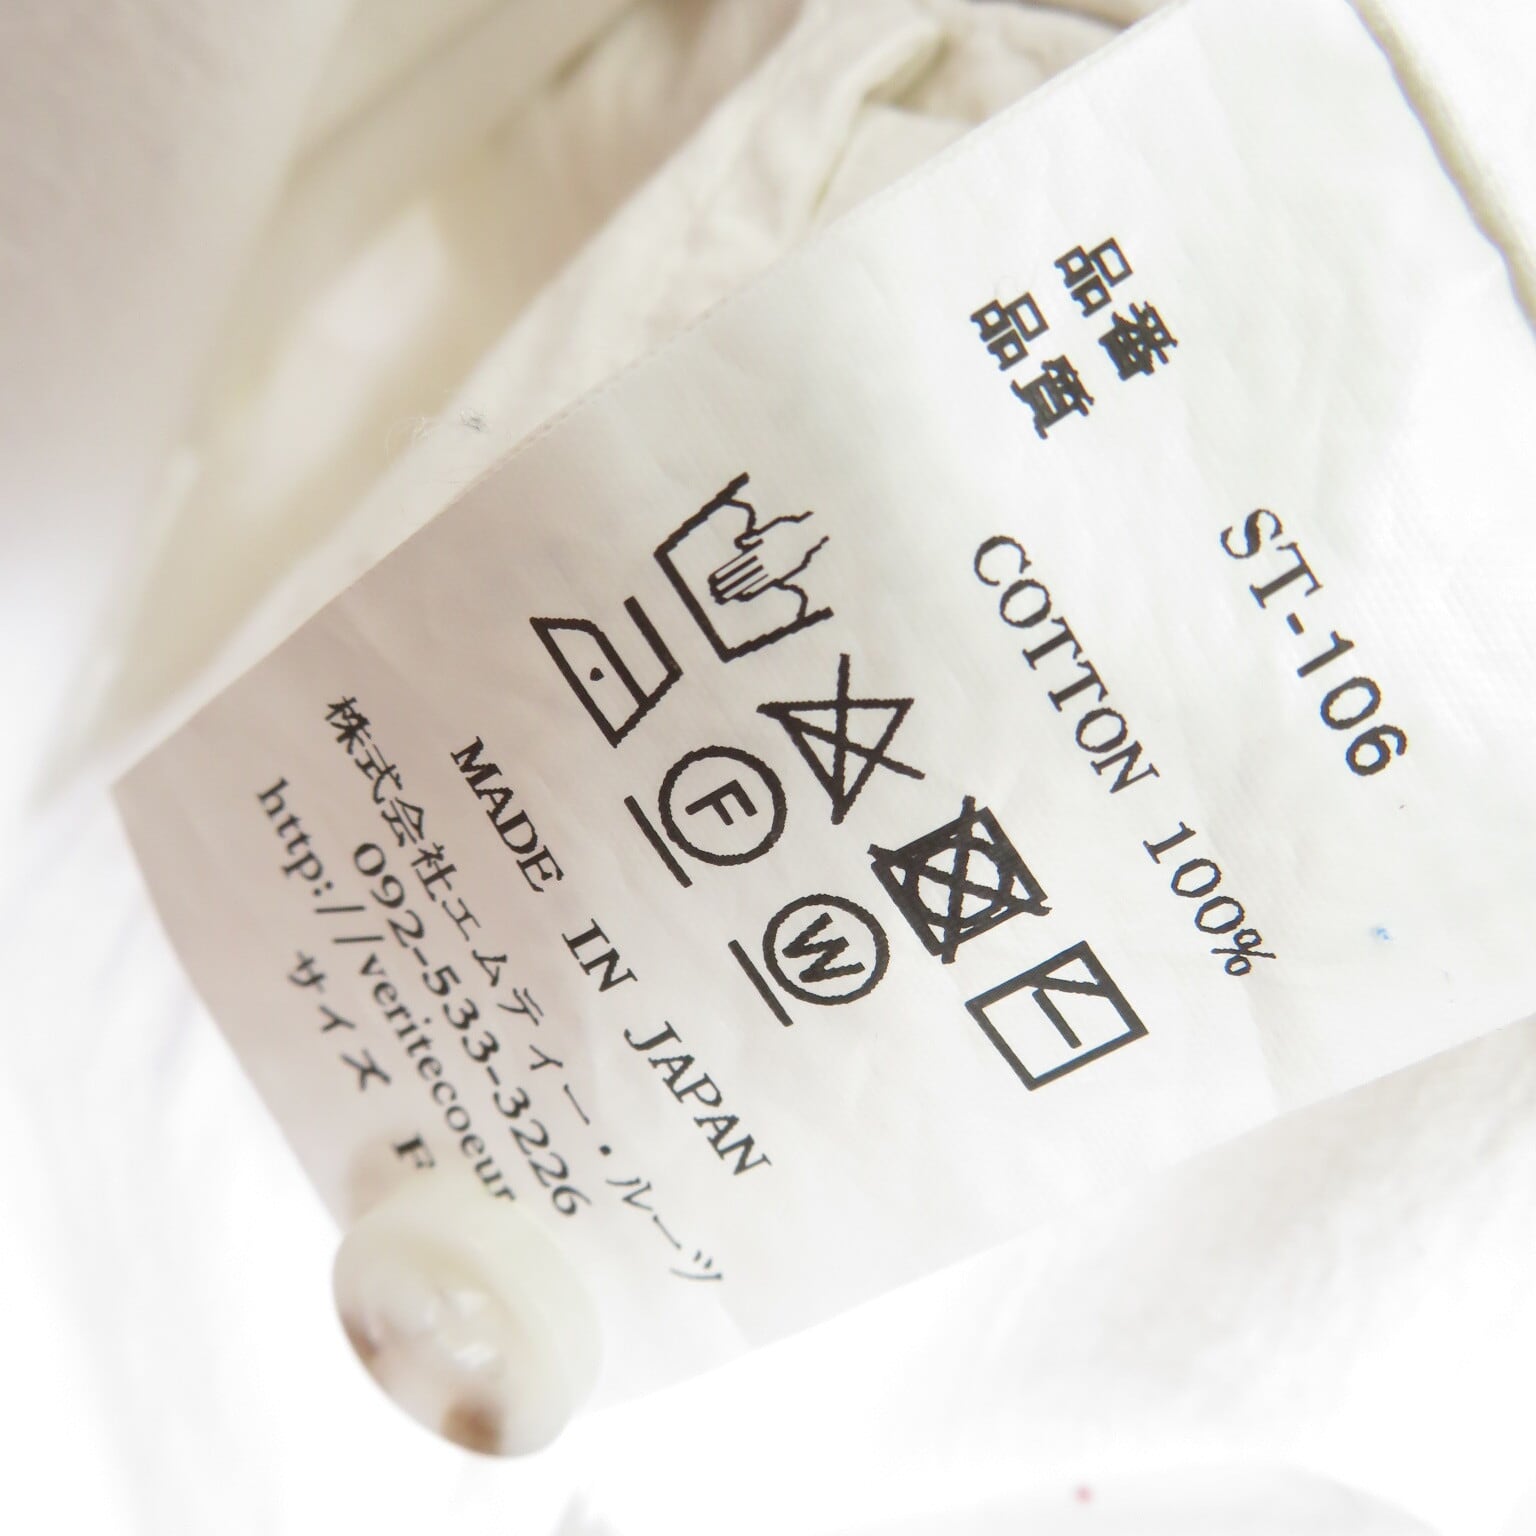 品番 ST-106
品質 COTTON 100%
F
W
MADE IN JAPAN
株式会社エムティー・ルーツ
092-533-3226
http://veritecoeur
サイズ F